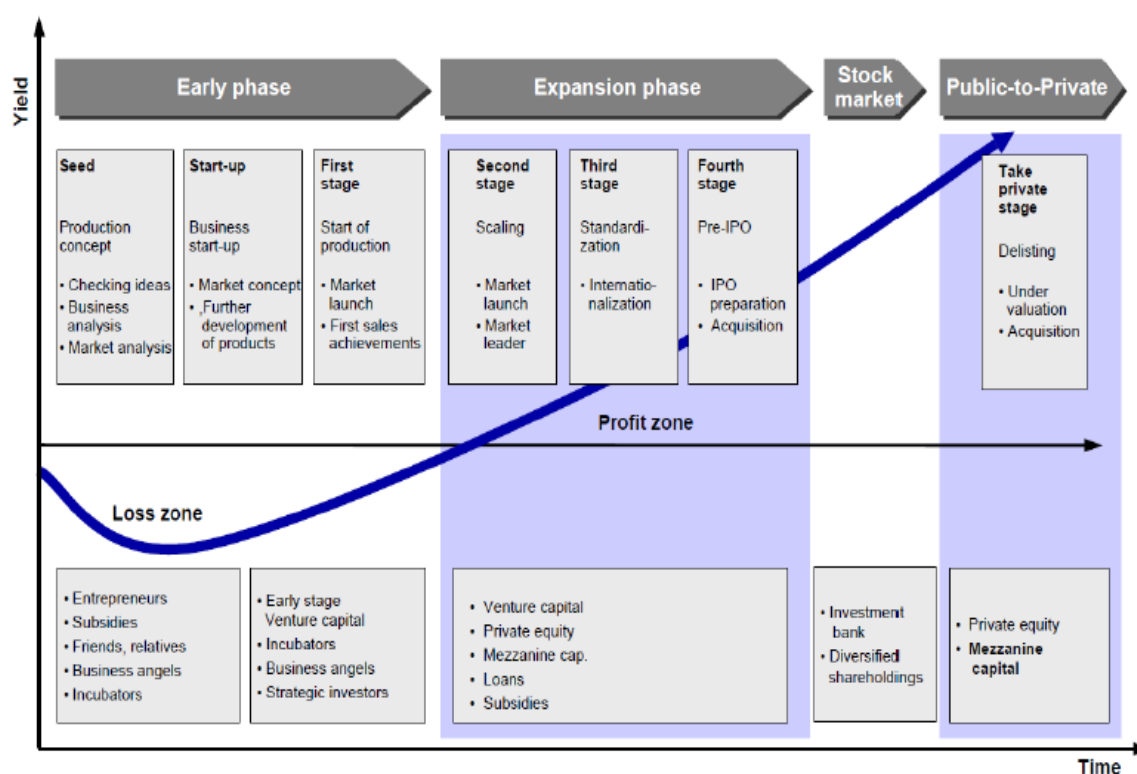 Yield
Early phase
Expansion phase
Stock
market
Public-to-Private
Seed
Production
concept
• Checking ideas
• Business
analysis
• Market analysis
Start-up
Business
start-up
• Market concept
• ,Further
development
of products
First
stage
Start of
production
• Market
launch
• First sales
achievements
Second
stage
Scaling
• Market
launch
• Market
leader
Third
stage
Standardi-
zation
• Internatio-
nalization
Fourth
stage
Pre-IPO
• IPO
preparation
• Acquisition
Take
private
stage
Delisting
• Under
valuation
• Acquisition
Profit zone
Loss zone
• Entrepreneurs
• Subsidies
• Friends, relatives
• Business angels
• Incubators
• Early stage
Venture capital
• Incubators
• Business angels
• Strategic investors
• Venture capital
• Private equity
• Mezzanine cap.
• Loans
• Subsidies
• Investment
bank
• Diversified
shareholdings
• Private equity
• Mezzanine
capital
Time